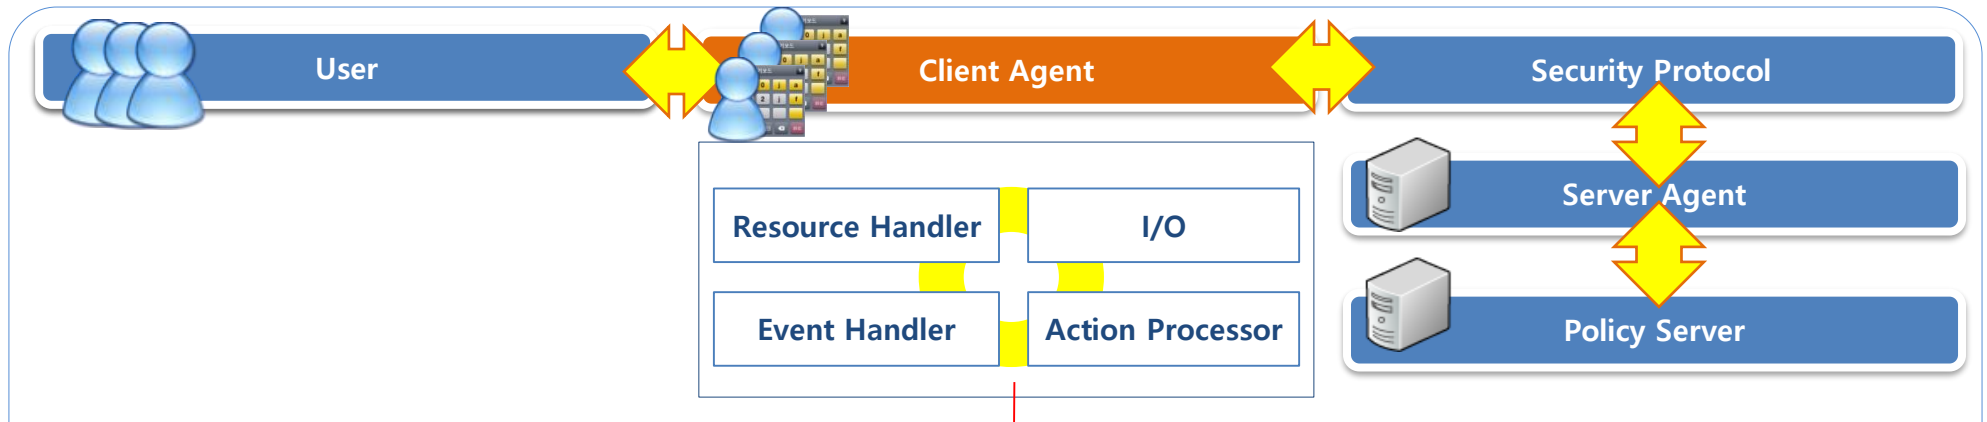 User
Client Agent
Security Protocol
Server Agent
Resource Handler
I/O
Event Handler
Action Processor
Policy Server